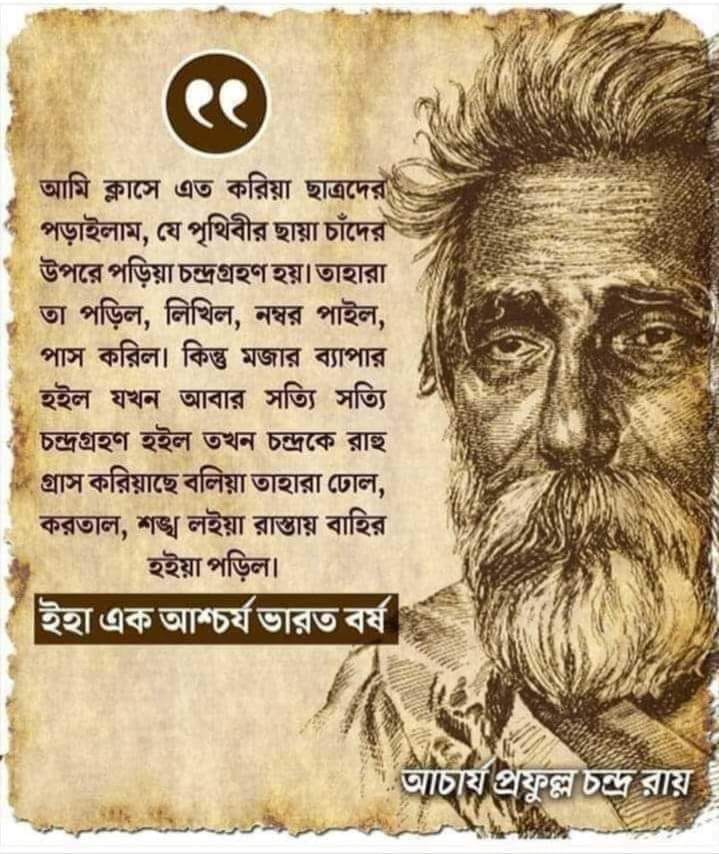 আমি ক্লাসে এত করিয়া ছাত্রদের
পড়াইলাম, যে পৃথিবীর ছায়া চাঁদের
উপরে পড়িয়া চন্দ্রগ্রহণ হয়। তাহারা
তা পড়িল, লিখিল, নম্বর পাইল,
পাস করিল। কিন্তু মজার ব্যাপার
হইল যখন আবার সত্যি সত্যি
চন্দ্রগ্রহণ হইল তখন চন্দ্রকে রাহু
গ্রাস করিয়াছে বলিয়া তাহারা ঢোল,
করতাল, শঙ্খ লইয়া রাস্তায় বাহির
হইয়া পড়িল।
ইহা এক আশ্চর্য ভারত বর্ষ
আচার্য প্রফুল্ল চন্দ্র রায়